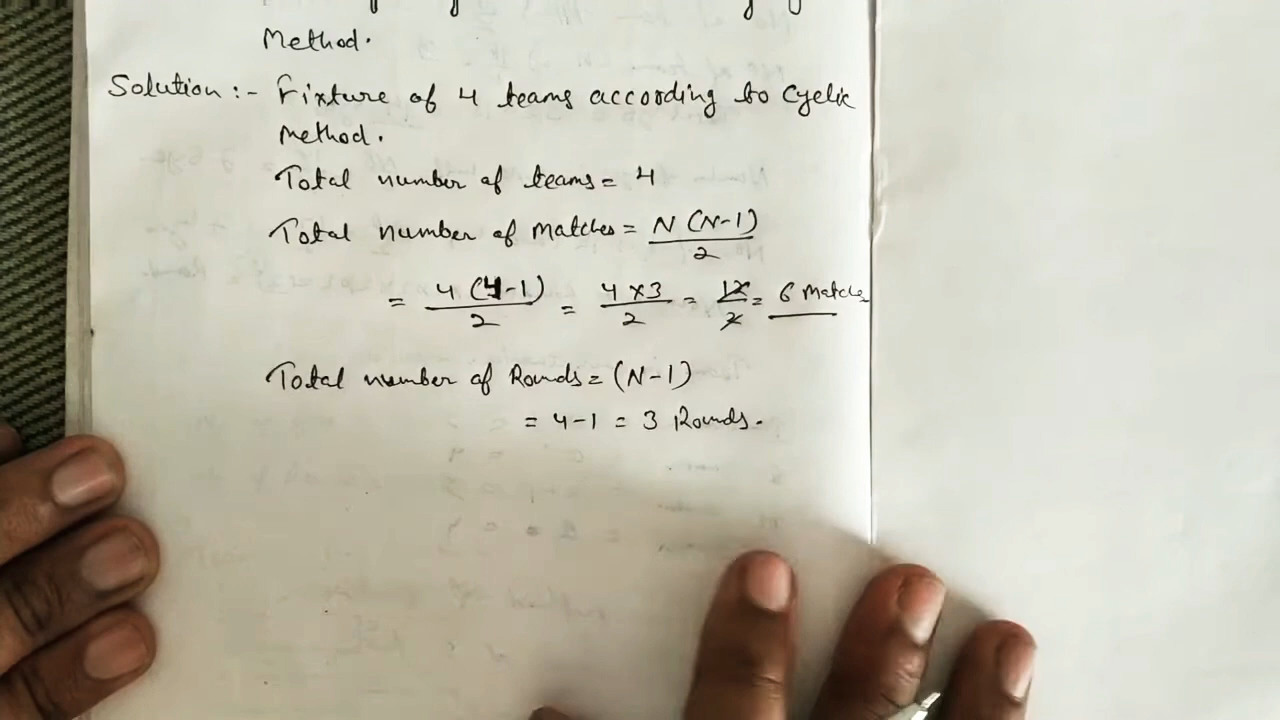 Method.
Solution :- Fixture of 4 teams according to Cyclic
Method.
Total number of teams = 4
Total number of Matches = N (N-1) / 2
= 4 (4-1) / 2 = 4 x 3 / 2 = 12 / 2 = 6 Matche
Total number of Rounds = (N-1)
= 4-1 = 3 Rounds.